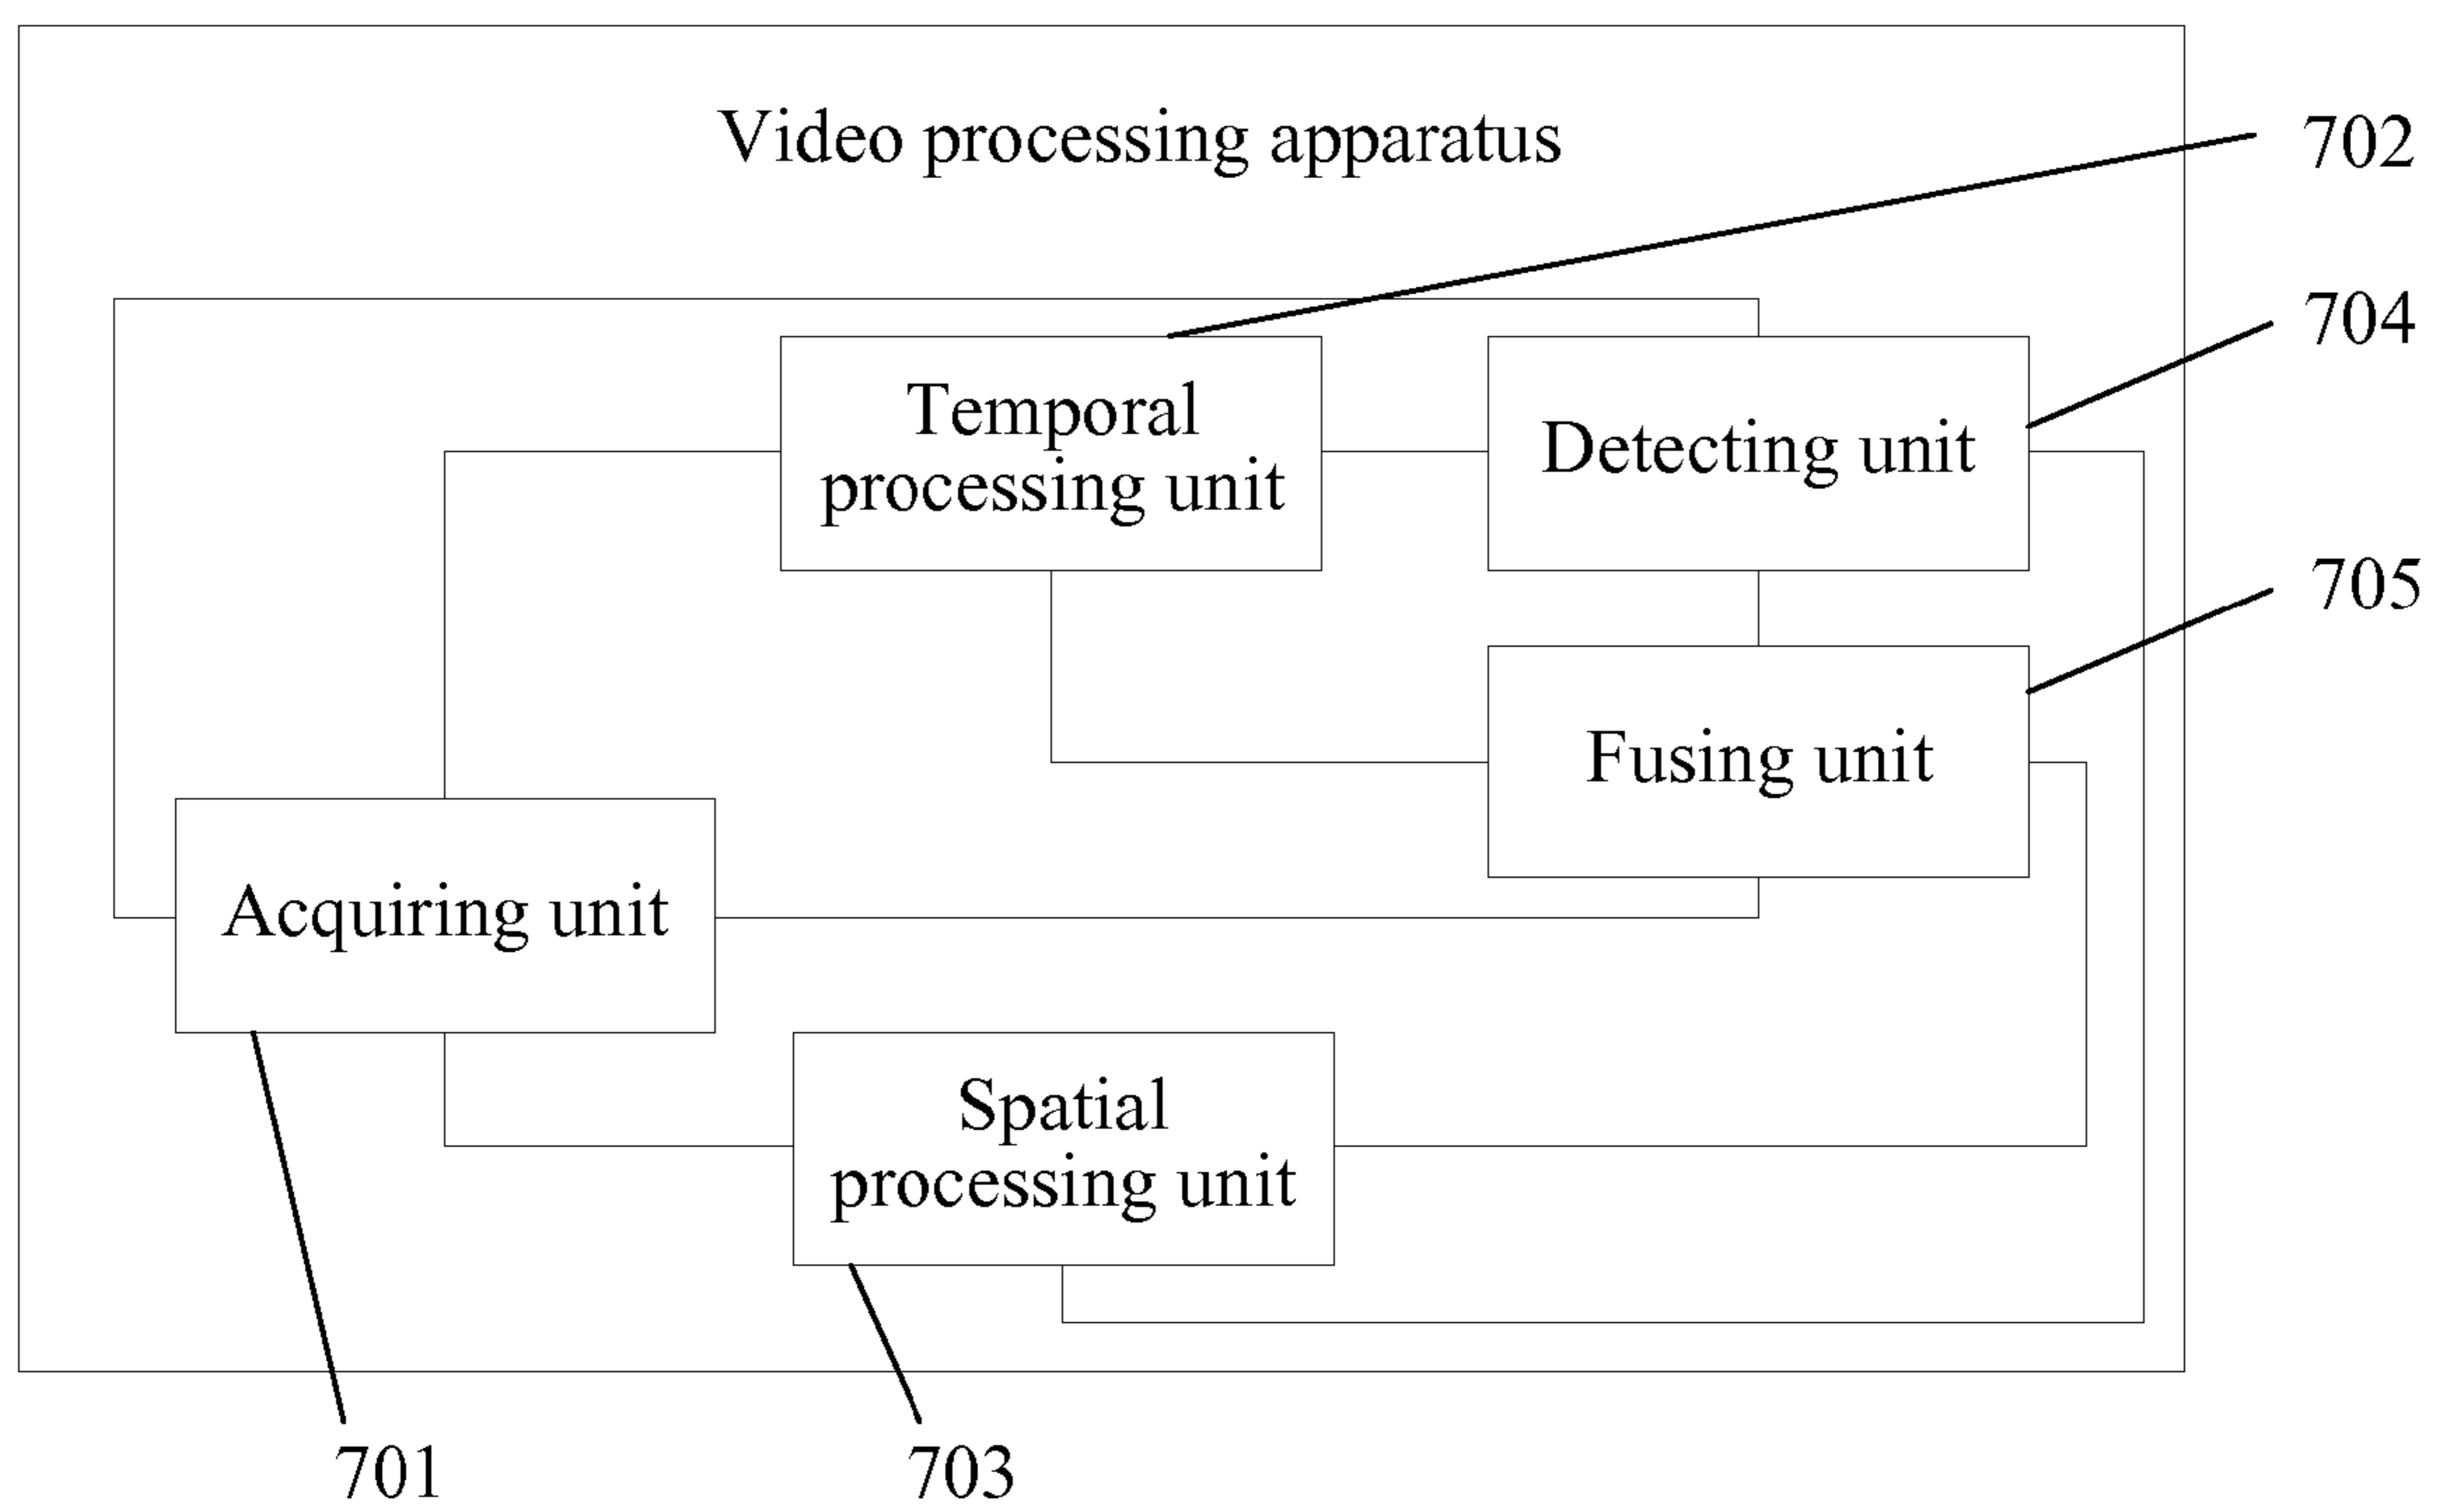 Video processing apparatus
702
704
Temporal
processing unit
Detecting unit
705
Fusing unit
Acquiring unit
Spatial
processing unit
701
703